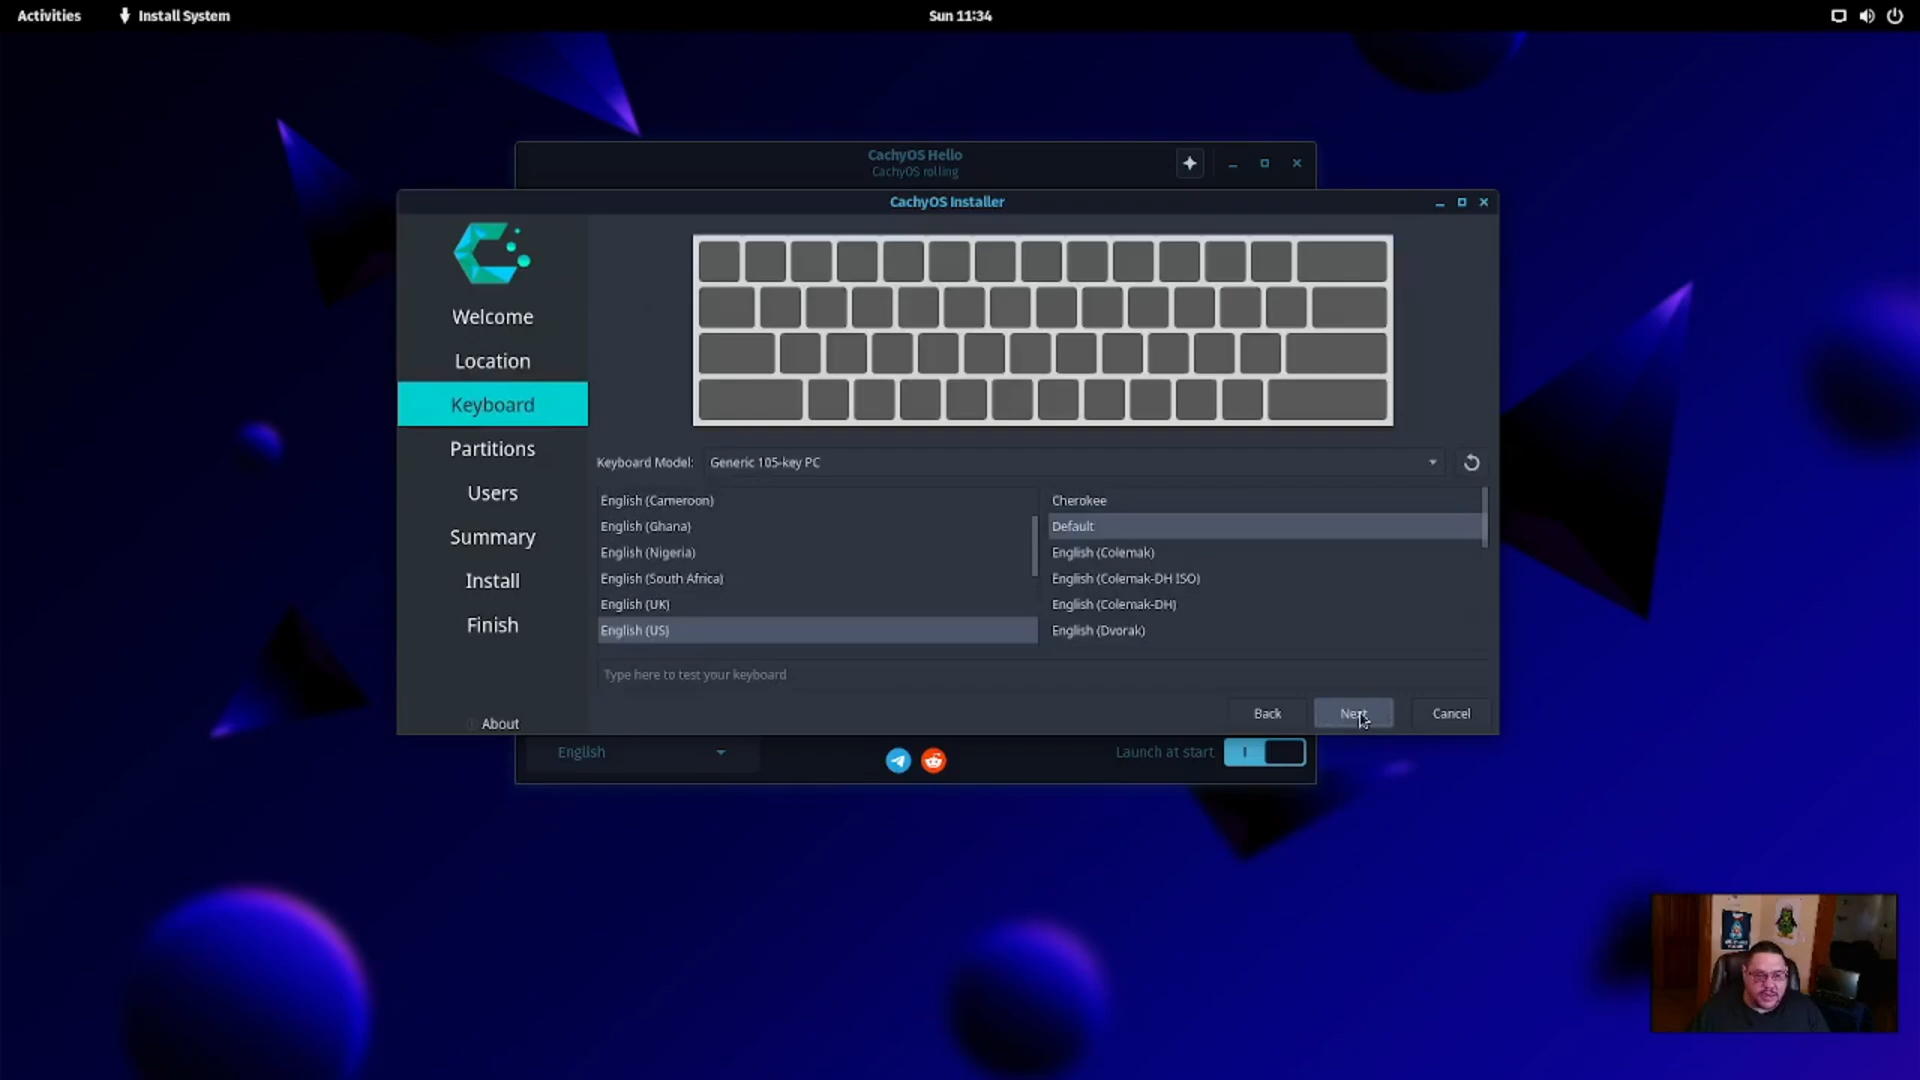 Activities
Install System
Sun 11:34
CachyOS Hello
CachyOS rolling
CachyOS Installer
Welcome
Location
Keyboard
Partitions
Users
Summary
Install
Finish
About
Keyboard Model:
Generic 105-key PC
English (Cameroon)
English (Ghana)
English (Nigeria)
English (South Africa)
English (UK)
English (US)
Cherokee
Default
English (Colemak)
English (Colemak-DH ISO)
English (Colemak-DH)
English (Dvorak)
Type here to test your keyboard
Back
Next
Cancel
English
Launch at start